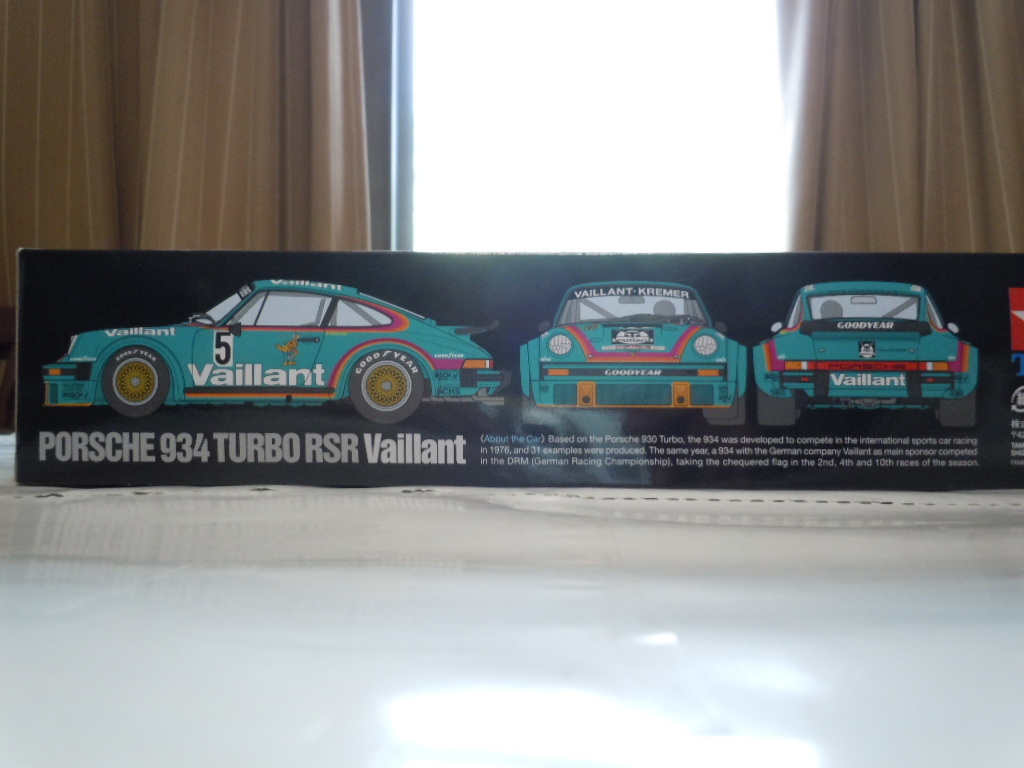 Vaillant
Vaillant
5
Vaillant
GOODYEAR
GOODYEAR
VAILLANT-KREMER
GOODYEAR
GOODYEAR
PORSCHE
Vaillant
PORSCHE 934 TURBO RSR Vaillant
《About the Car》 Based on the Porsche 930 Turbo, the 934 was developed to compete in the international sports car racing
in 1976, and 31 examples were produced. The same year, a 934 with the German company Vaillant as main sponsor competed
in the DRM (German Racing Championship), taking the chequered flag in the 2nd, 4th and 10th races of the season.